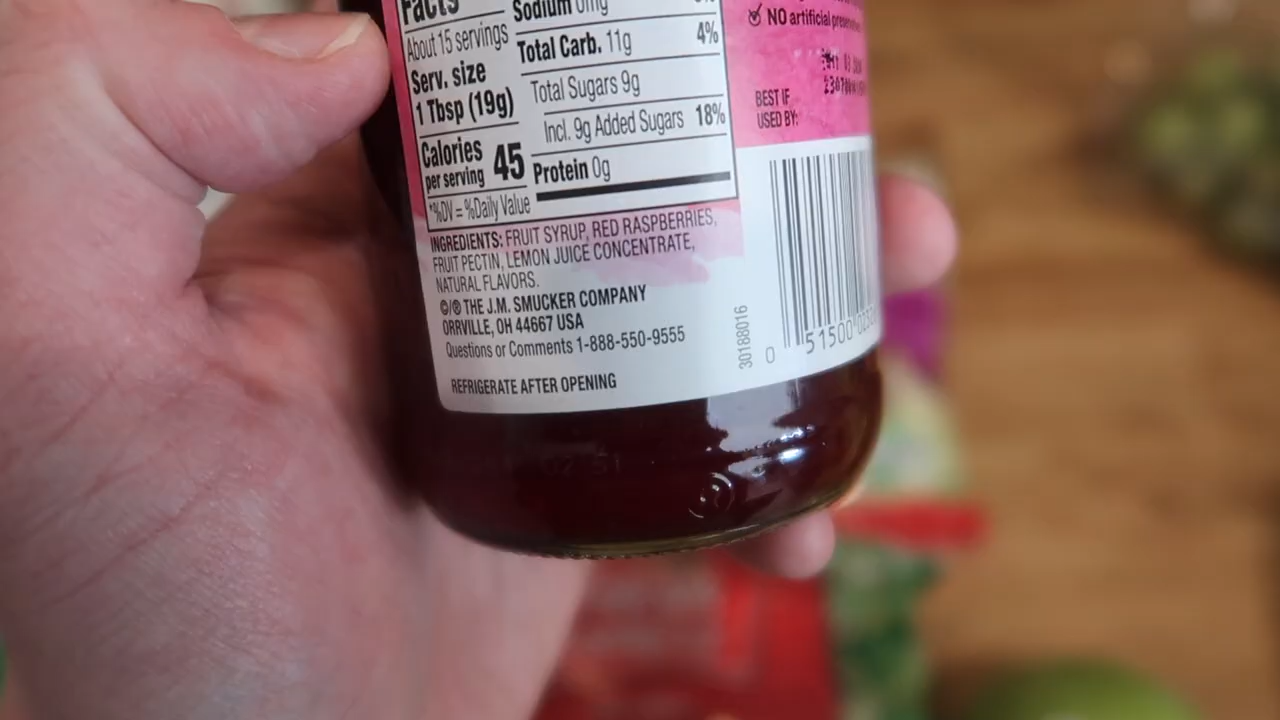 Facts
About 15 servings
Serv. size
1 Tbsp (19g)
Calories
per serving 45
*%DV = %Daily Value
Sodium 0mg
Total Carb. 11g 4%
Total Sugars 9g
Incl. 9g Added Sugars 18%
Protein 0g
INGREDIENTS: FRUIT SYRUP, RED RASPBERRIES,
FRUIT PECTIN, LEMON JUICE CONCENTRATE,
NATURAL FLAVORS.
©/® THE J.M. SMUCKER COMPANY
ORRVILLE, OH 44667 USA
Questions or Comments 1-888-550-9555
REFRIGERATE AFTER OPENING
NO artificial
BEST IF
USED BY:
30188016
0 51500